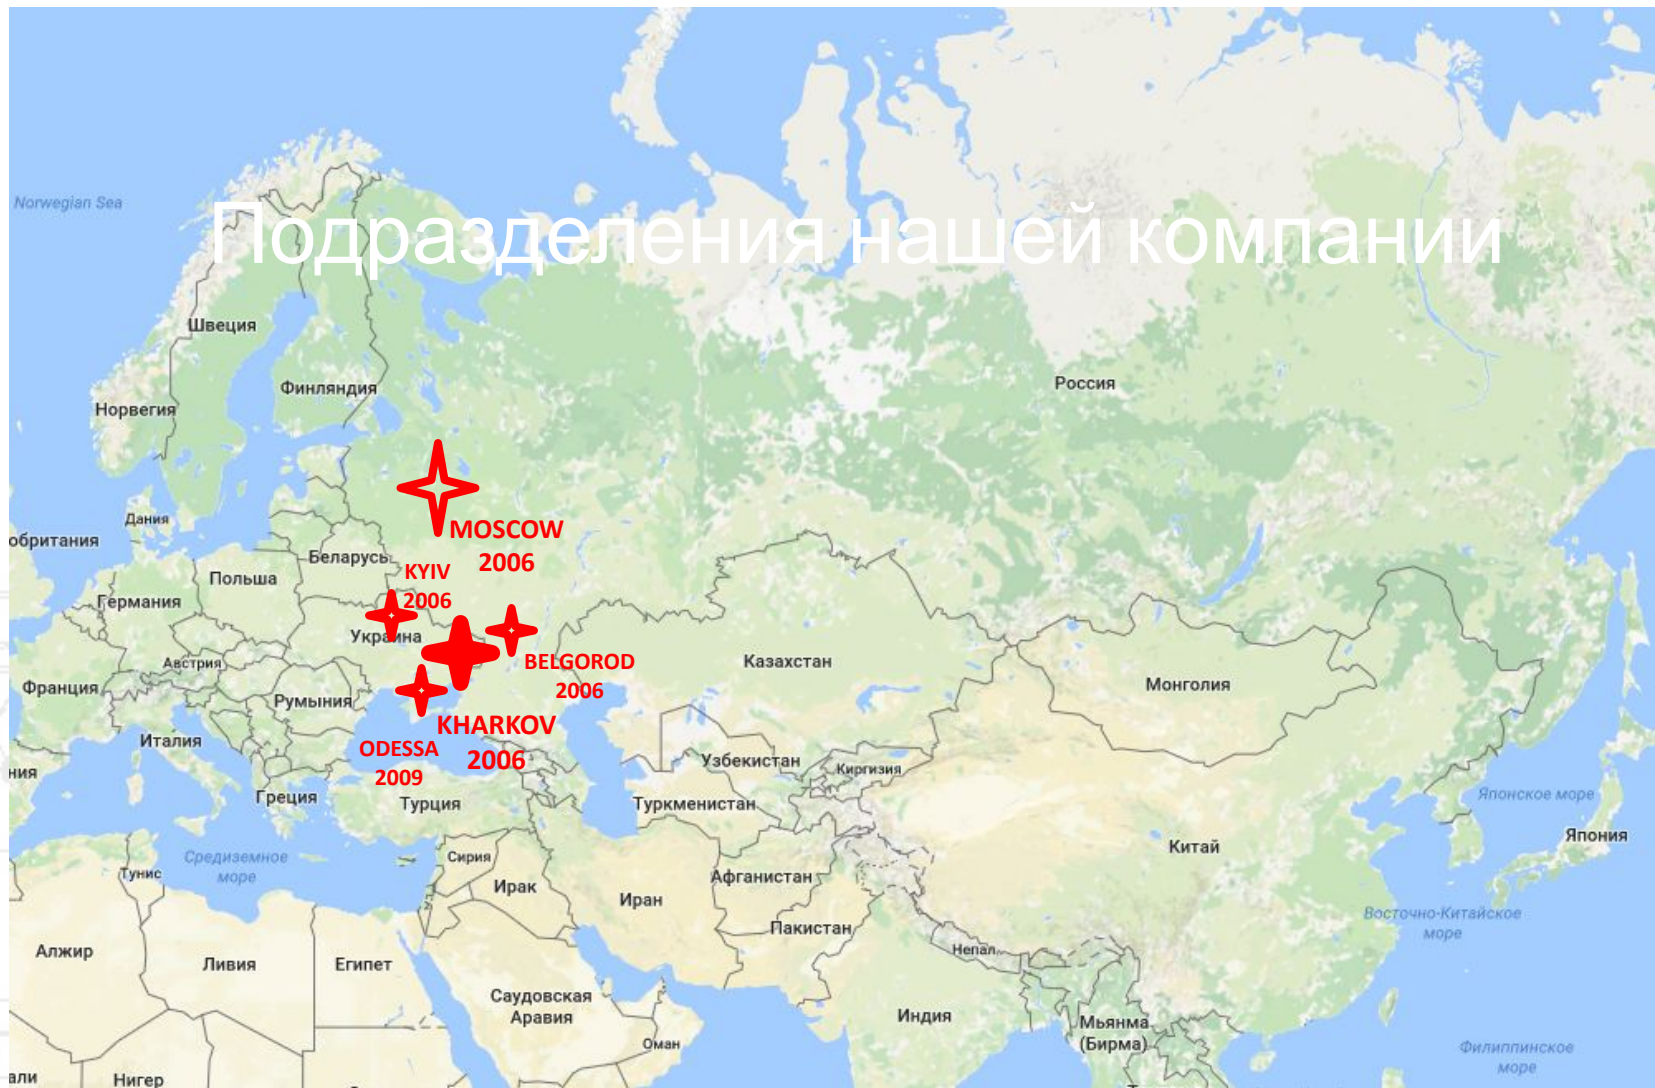 Norwegian Sea
Подразделения нашей компании
Швеция
Финляндия
Россия
Норвегия
MOSCOW
2006
Дания
обритания
Беларусь
KYIV
2006
Польша
Германия
Украина
Австрия
BELGOROD
2006
Казахстан
Монголия
Франция
Румыния
KHARKOV
2006
Италия
ODESSA
2009
Узбекистан
Киргизия
ния
Греция
Турция
Туркменистан
Японское море
Япония
Китай
Средиземное
море
Тунис
Сирия
Ирак
Иран
Афганистан
Пакистан
Восточно-Китайское
море
Непал
Алжир
Ливия
Египет
Саудовская
Аравия
Индия
Мьянма
(Бирма)
Оман
Филиппинское
море
али
Нигер